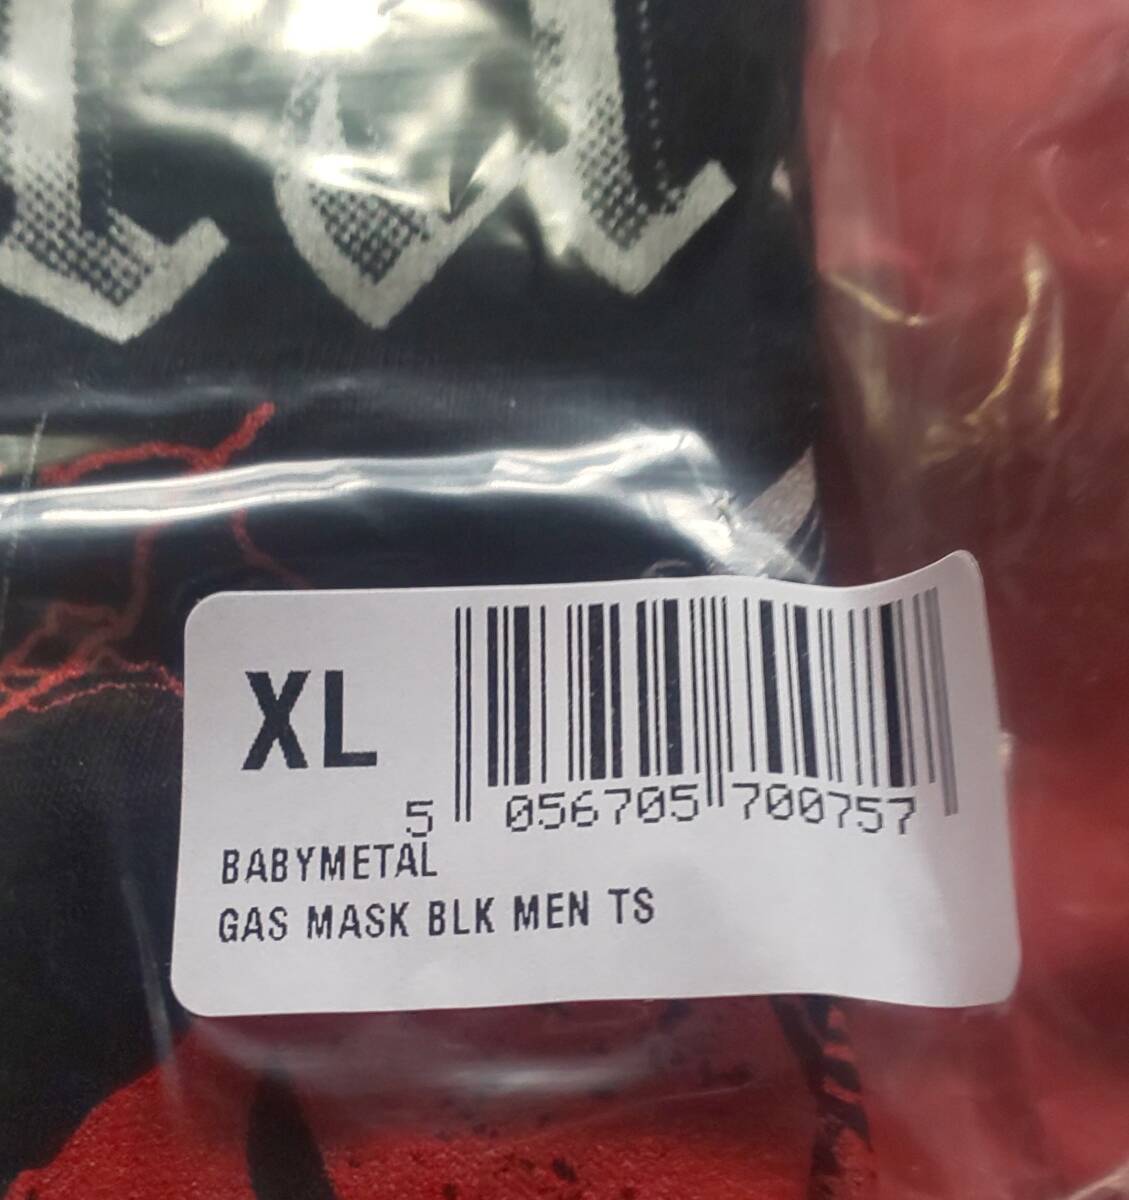 XL
5 056705 700757
BABYMETAL
GAS MASK BLK MEN TS